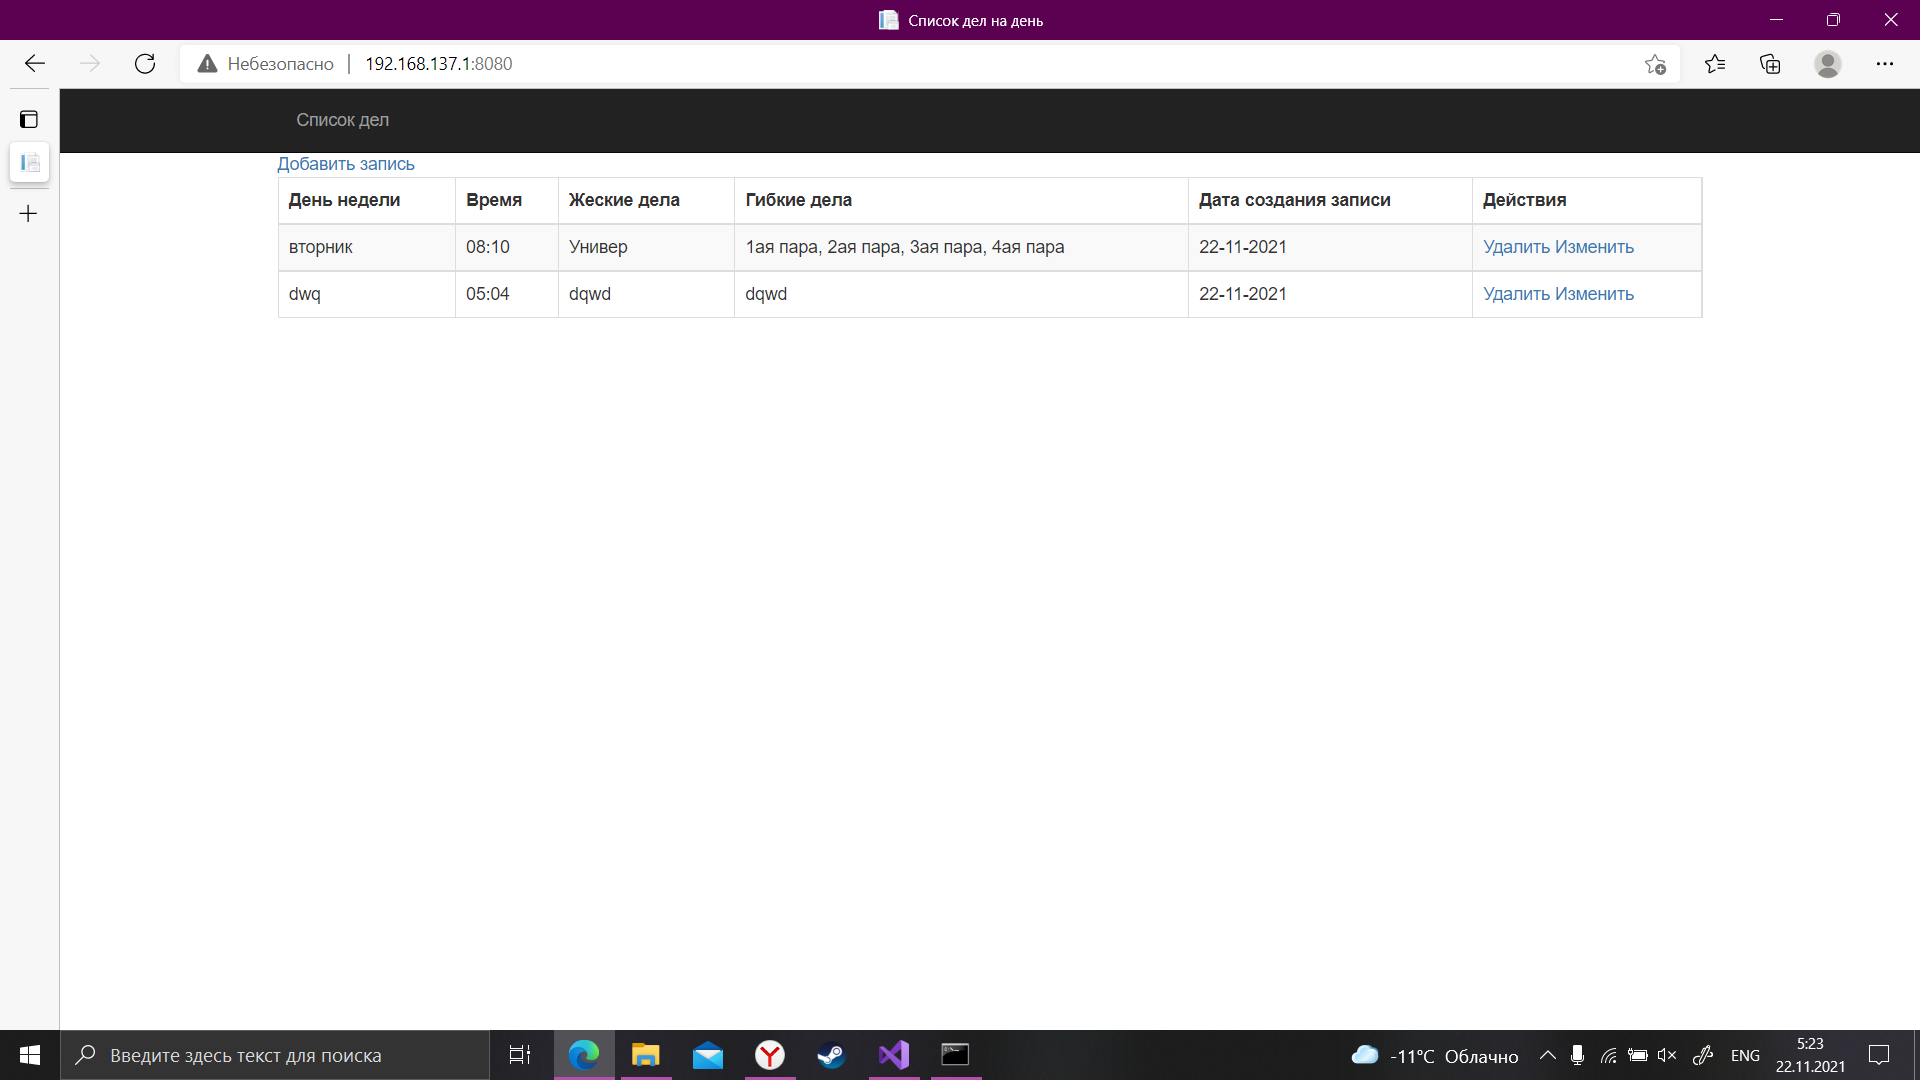 Список дел на день
Небезопасно 192.168.137.1:8080
Список дел
Добавить запись
День недели Время Жеские дела Гибкие дела Дата создания записи Действия
вторник 08:10 Универ 1ая пара, 2ая пара, 3ая пара, 4ая пара 22-11-2021 Удалить Изменить
dwq 05:04 dqwd dqwd 22-11-2021 Удалить Изменить
Введите здесь текст для поиска
-11°C Облачно
ENG
5:23
22.11.2021